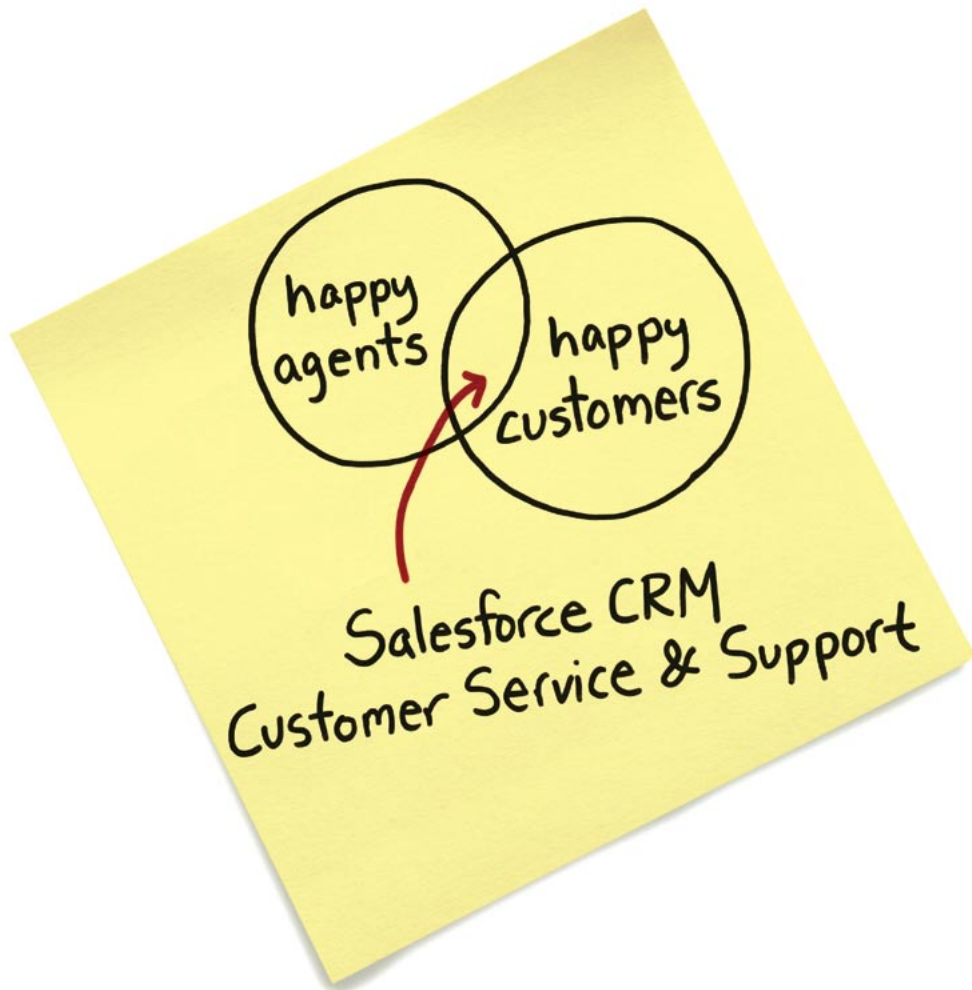 happy
agents
happy
customers
Salesforce CRM
Customer Service & Support